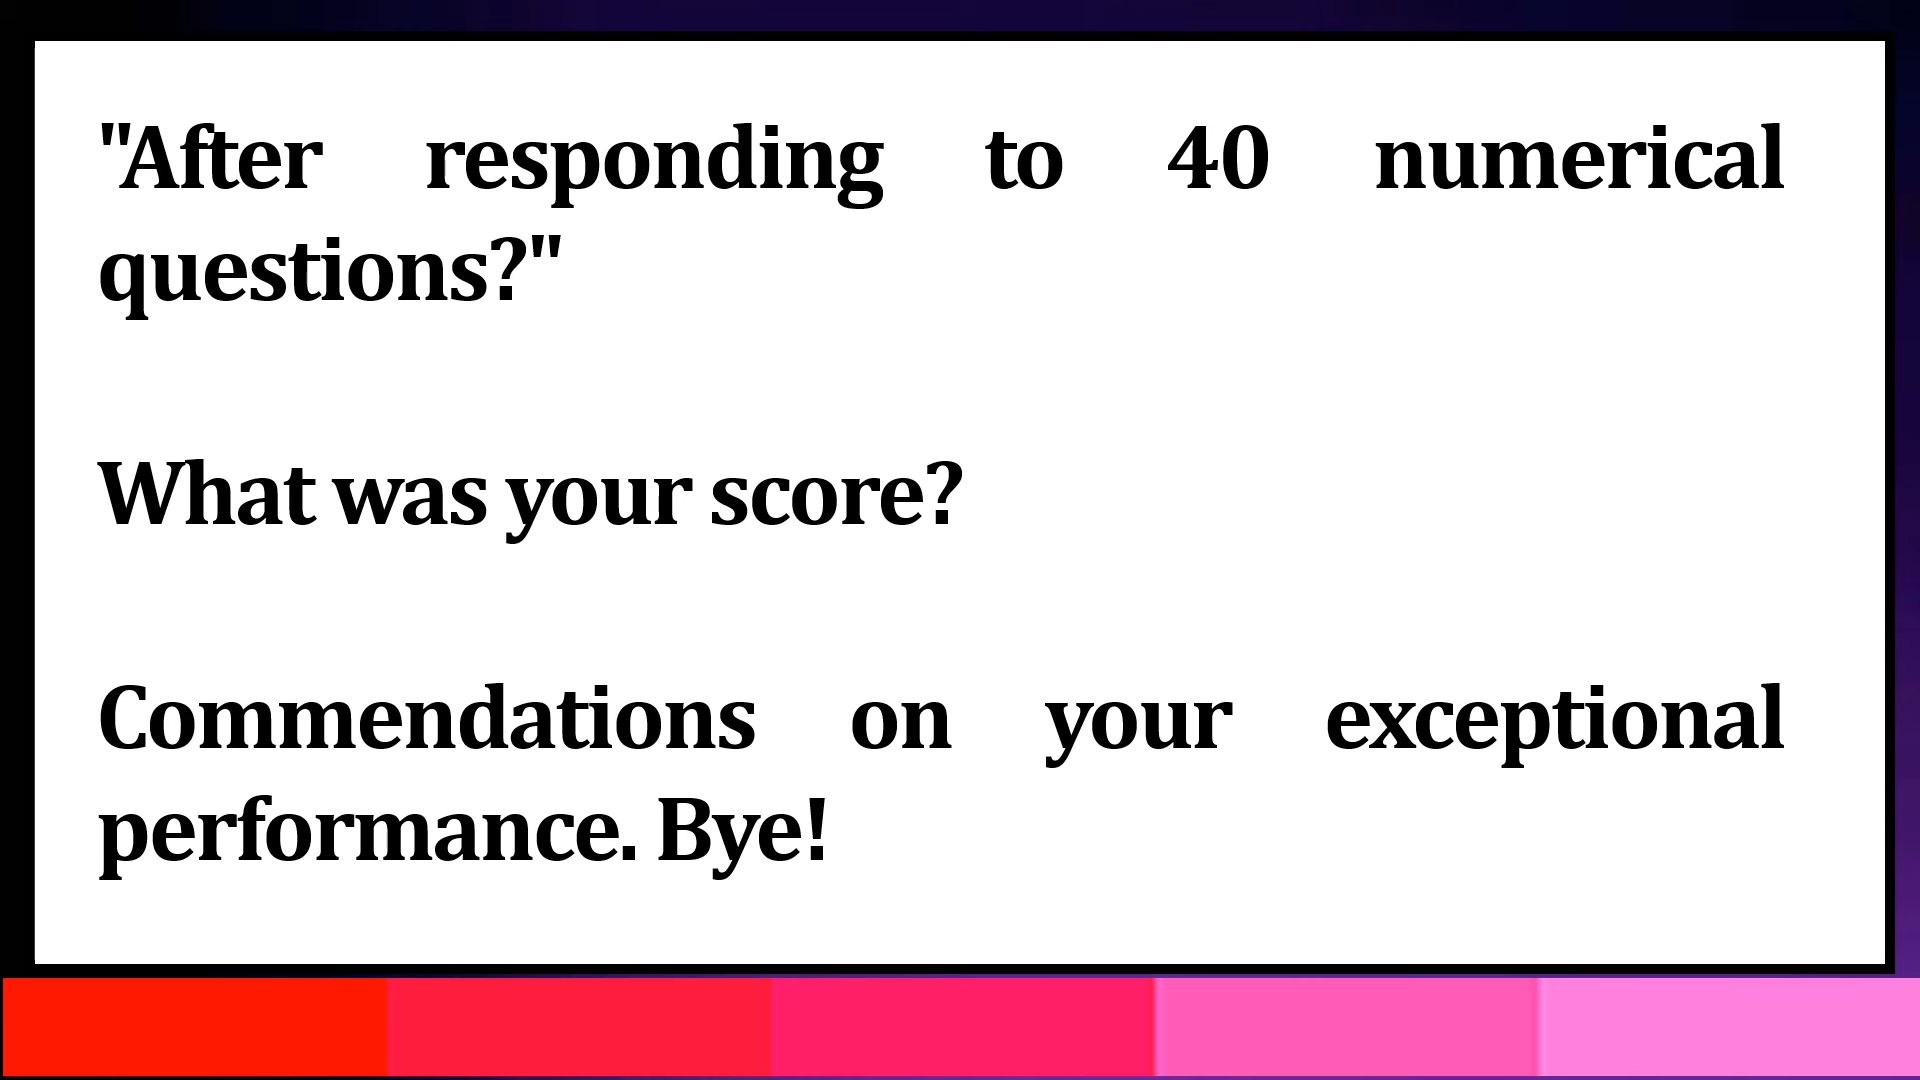 "After responding to 40 numerical
questions?"
What was your score?
Commendations on your exceptional
performance. Bye!